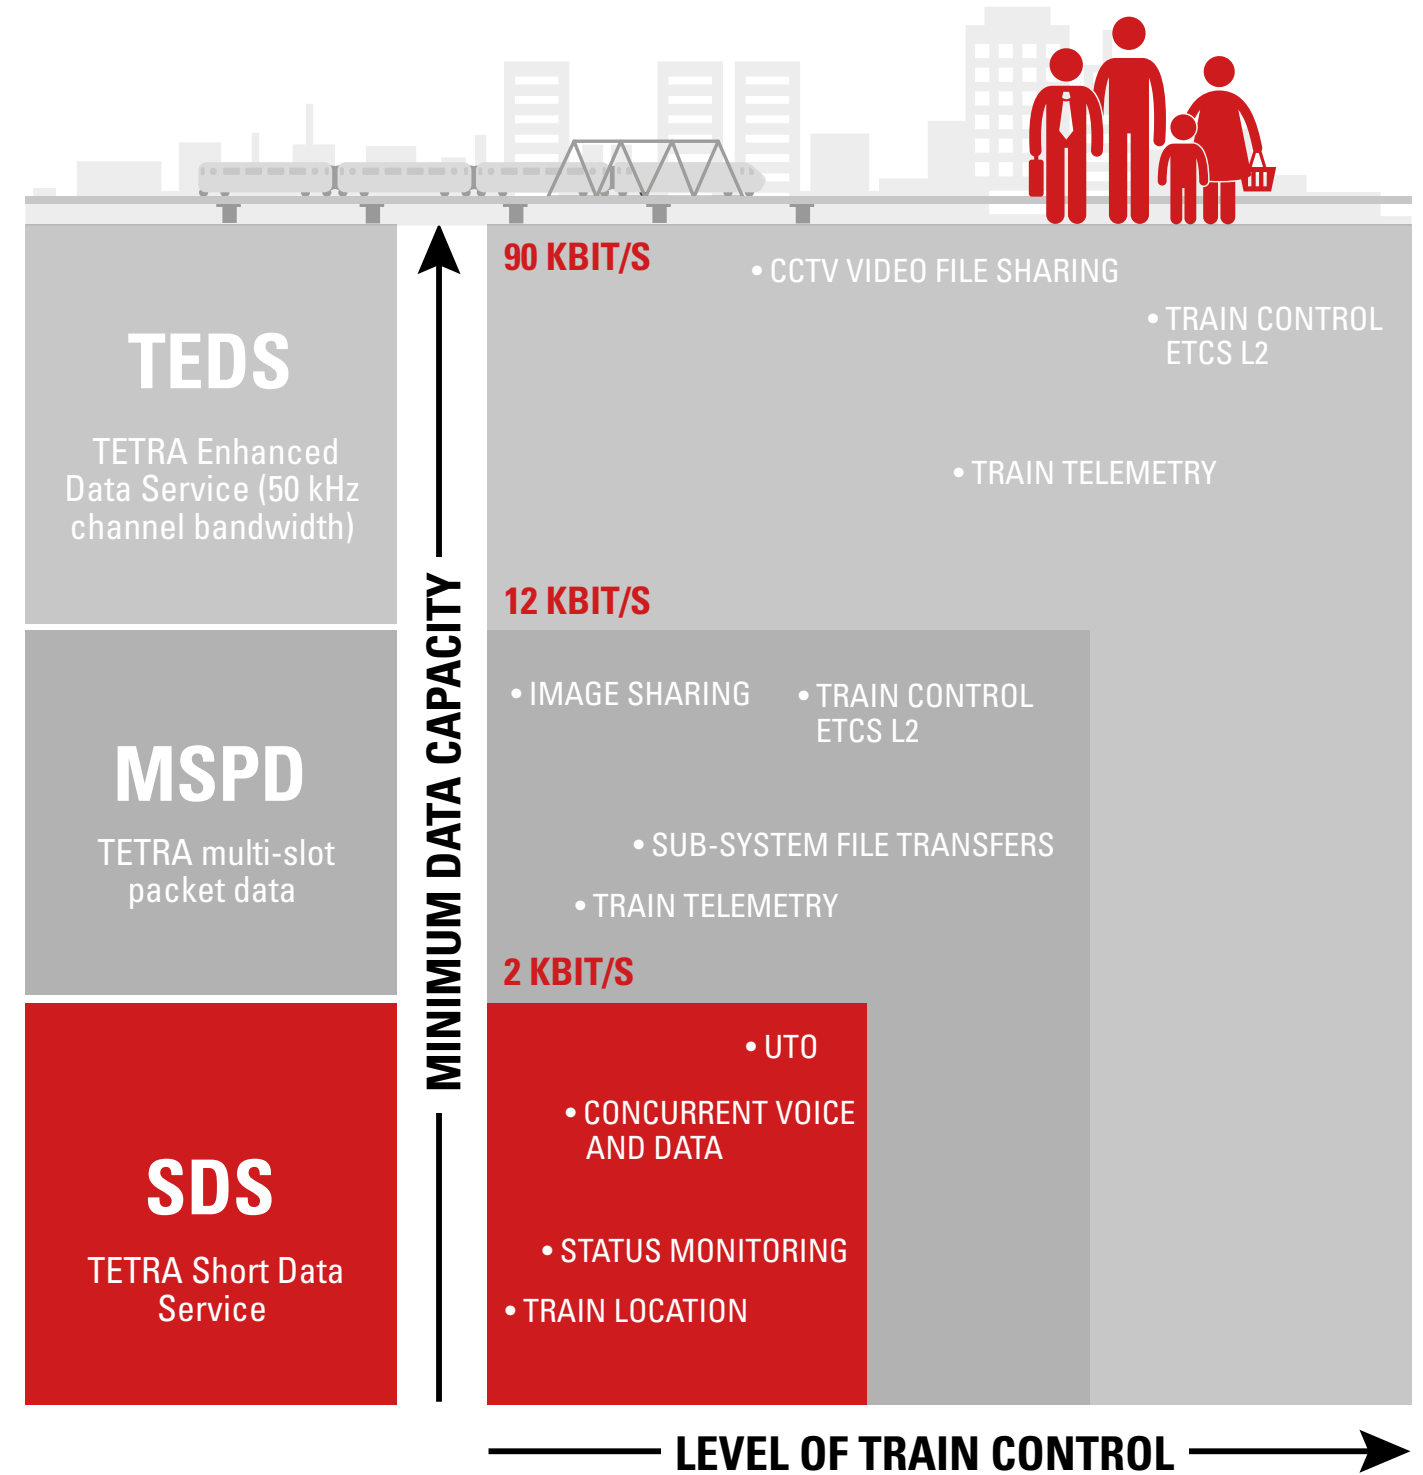 90 KBIT/S
• CCTV VIDEO FILE SHARING
• TRAIN CONTROL
ETCS L2
TEDS
TETRA Enhanced
Data Service (50 kHz
channel bandwidth)
• TRAIN TELEMETRY
12 KBIT/S
MINIMUM DATA CAPACITY
• IMAGE SHARING
• TRAIN CONTROL
ETCS L2
MSPD
TETRA multi-slot
packet data
• SUB-SYSTEM FILE TRANSFERS
• TRAIN TELEMETRY
2 KBIT/S
• UTO
• CONCURRENT VOICE
AND DATA
SDS
TETRA Short Data
Service
• STATUS MONITORING
• TRAIN LOCATION
LEVEL OF TRAIN CONTROL